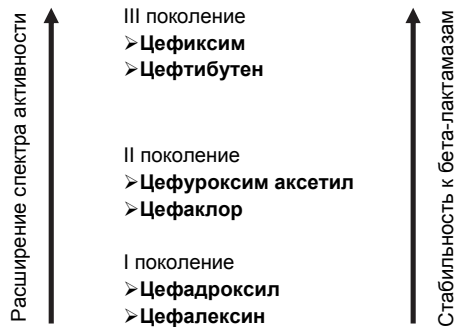 Расширение спектра активности
III поколение
➢Цефиксим
➢Цефтибутен
II поколение
➢Цефуроксим аксетил
➢Цефаклор
I поколение
➢Цефадроксил
➢Цефалексин
Стабильность к бета-лактамазам